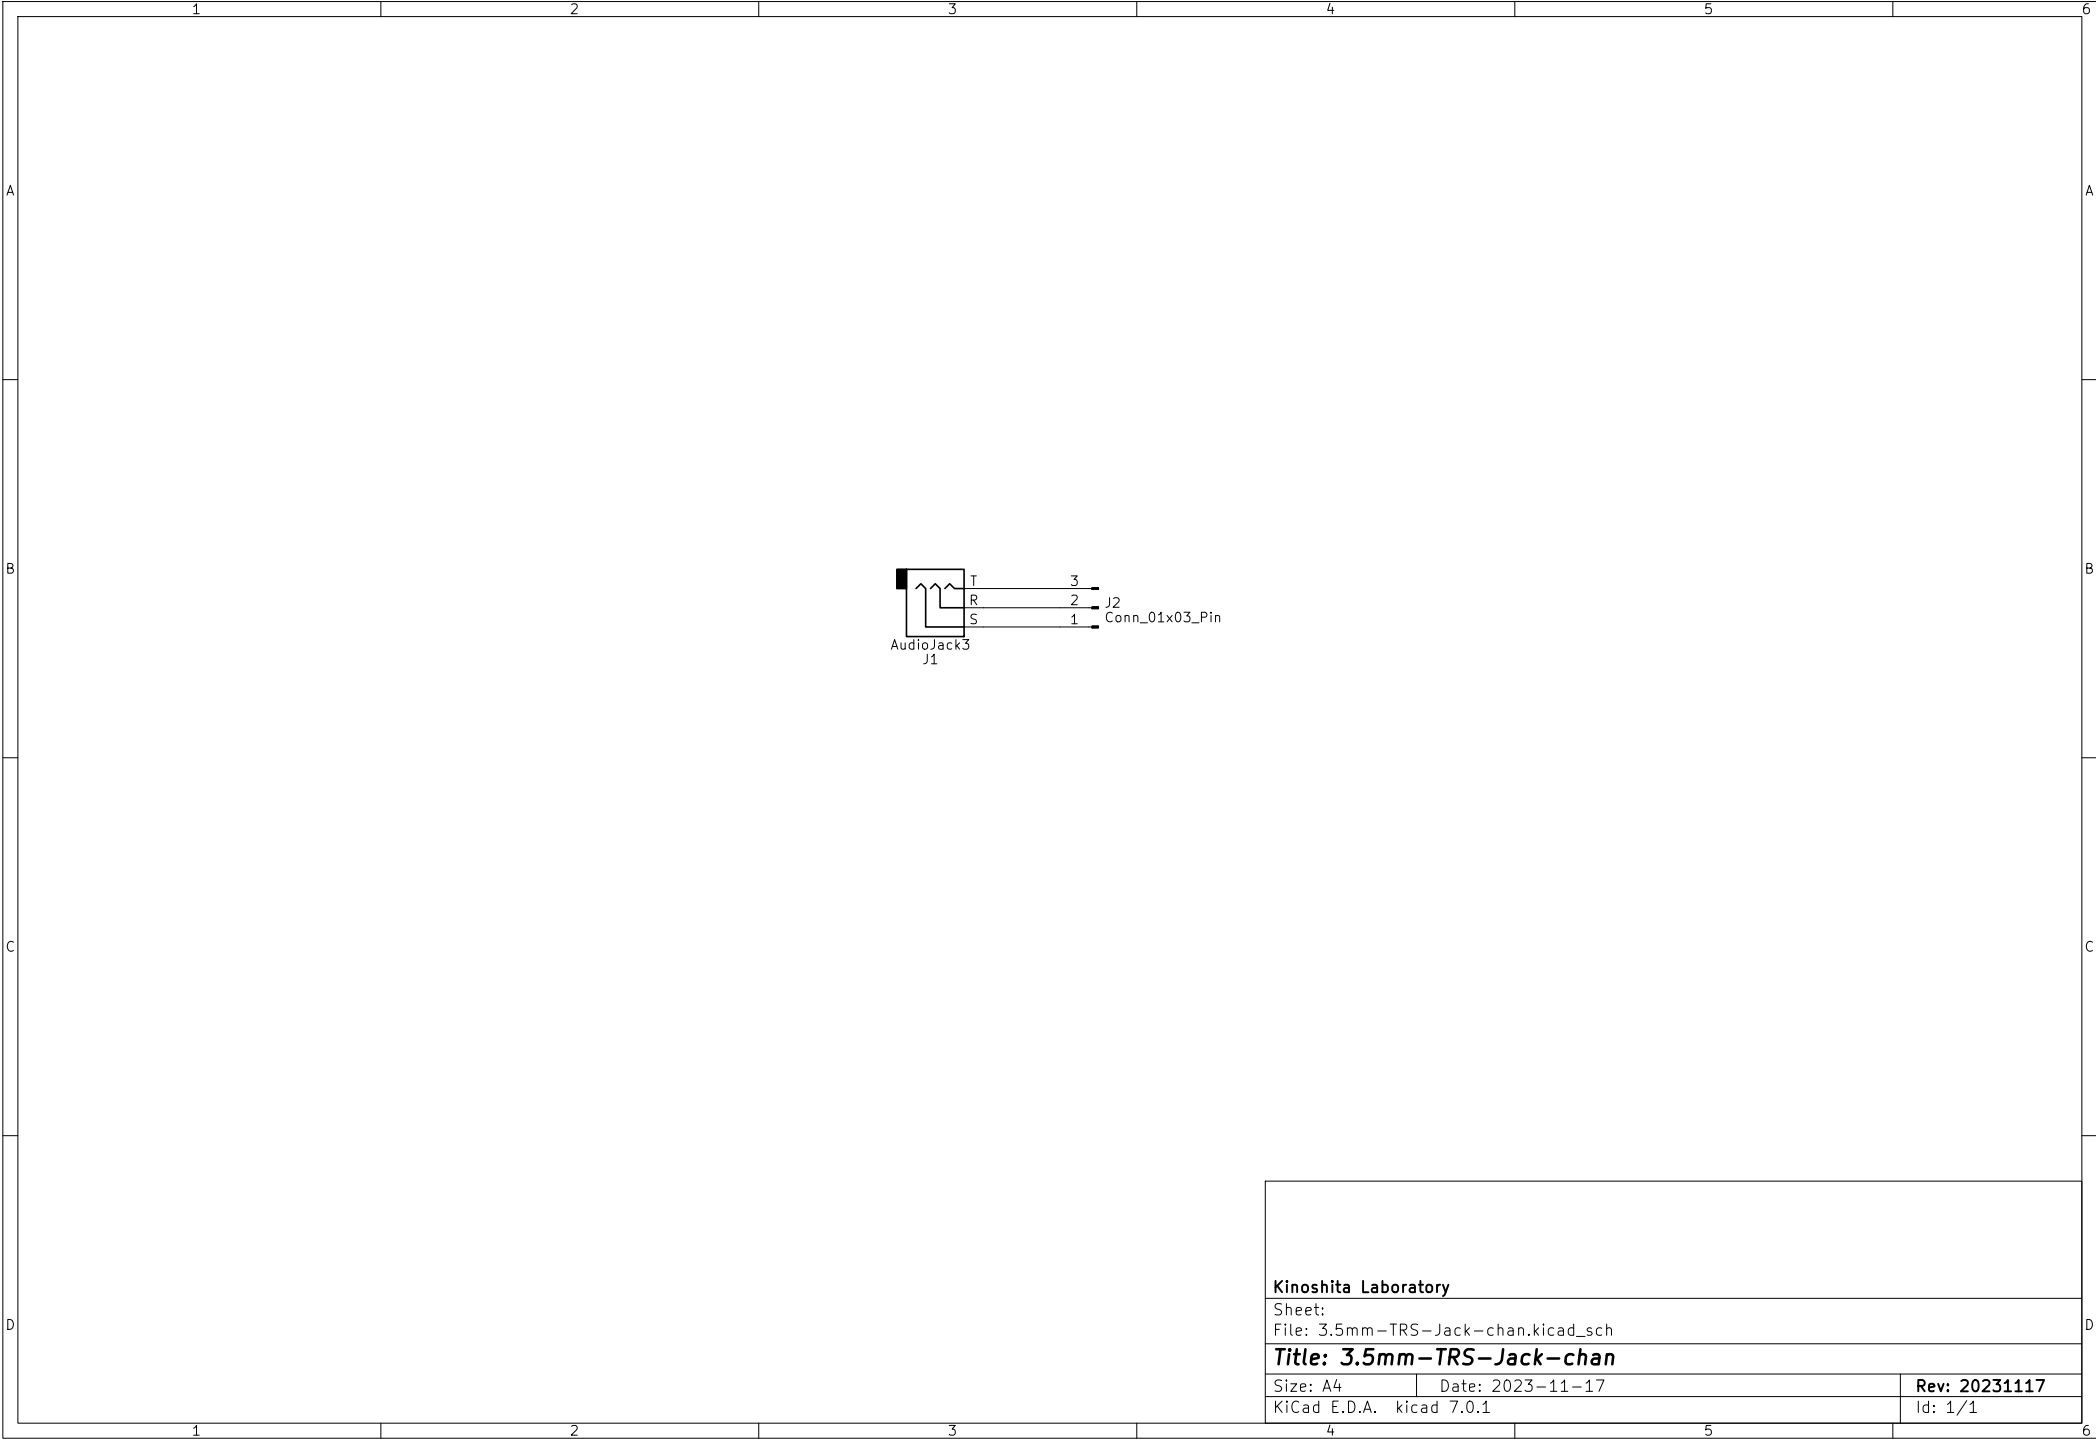 1 2 3 4 5 6
A A
B B
T 3
R 2
S 1
J2
Conn_01x03_Pin
AudioJack3
J1
C C
Kinoshita Laboratory
Sheet:
File: 3.5mm-TRS-Jack-chan.kicad_sch
D D
Title: 3.5mm-TRS-Jack-chan
Size: A4 Date: 2023-11-17 Rev: 20231117
KiCad E.D.A. kicad 7.0.1 Id: 1/1
1 2 3 4 5 6